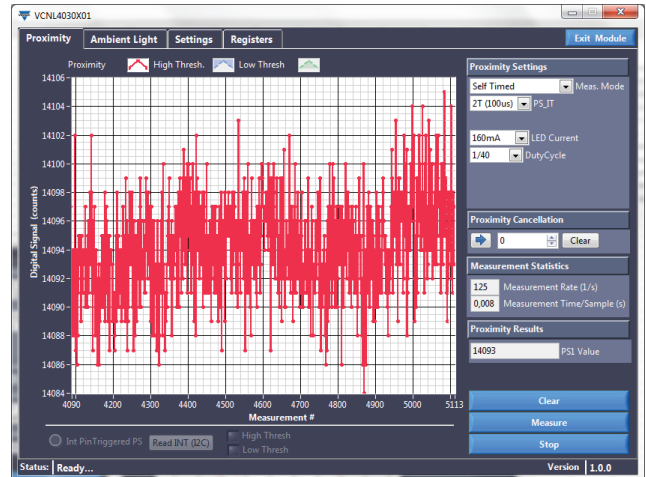 VCNL4030X01
Proximity Ambient Light Settings Registers Exit Module
Proximity High Thresh. Low Thresh
Digital Signal (counts)
14106
14104
14102
14100
14098
14096
14094
14092
14090
14088
14086
14084
4090 4200 4300 4400 4500 4600 4700 4800 4900 5000 5113
Measurement #
Int PinTriggered PS Read INT (I2C) High Thresh
Low Thresh
Proximity Settings
Self Timed Meas. Mode
2T (100us) PS_IT
160mA LED Current
1/40 DutyCycle
Proximity Cancellation
0 Clear
Measurement Statistics
125 Measurement Rate (1/s)
0,008 Measurement Time/Sample (s)
Proximity Results
14093 PS1 Value
Clear
Measure
Stop
Status: Ready... Version 1.0.0